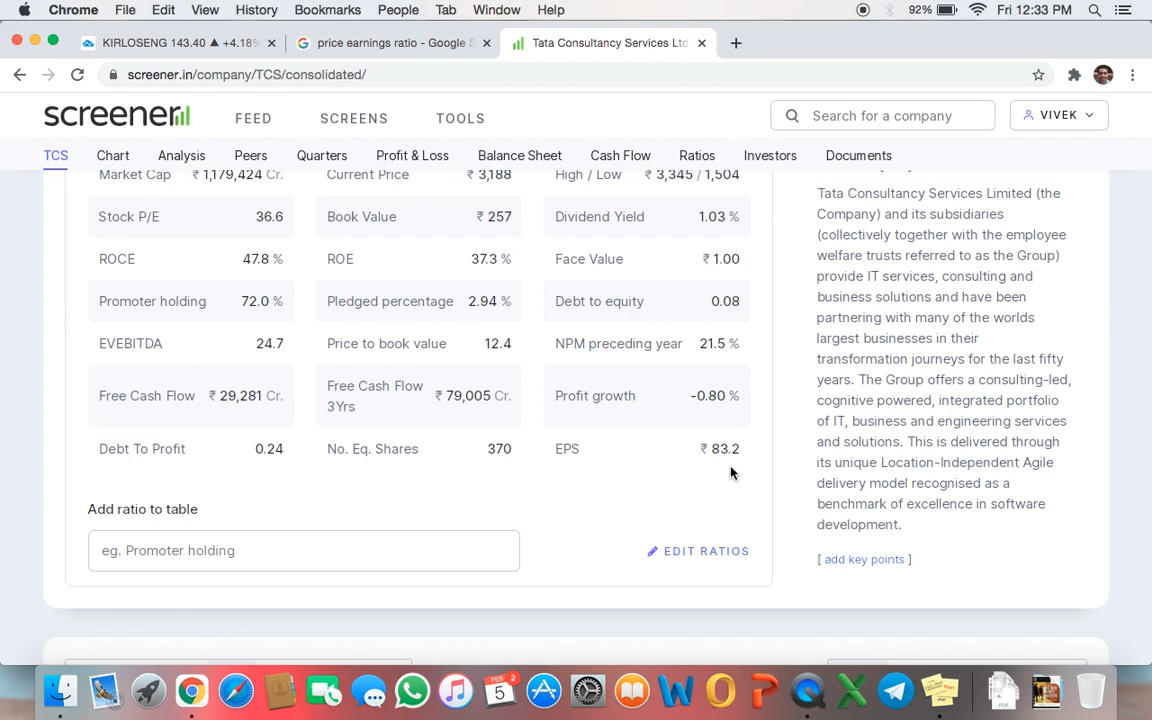 Chrome File Edit View History Bookmarks People Tab Window Help 92% Fri 12:33 PM
KIRLOSENG 143.40 ▲ +4.18% price earnings ratio - Google S Tata Consultancy Services Ltd
screener.in/company/TCS/consolidated/
screener FEED SCREENS TOOLS Search for a company VIVEK
TCS Chart Analysis Peers Quarters Profit & Loss Balance Sheet Cash Flow Ratios Investors Documents
Market Cap ₹ 1,179,424 Cr. Current Price ₹ 3,188 High / Low ₹ 3,345 / 1,504
Stock P/E 36.6 Book Value ₹ 257 Dividend Yield 1.03 %
ROCE 47.8 % ROE 37.3 % Face Value ₹ 1.00
Promoter holding 72.0 % Pledged percentage 2.94 % Debt to equity 0.08
EVEBITDA 24.7 Price to book value 12.4 NPM preceding year 21.5 %
Free Cash Flow ₹ 29,281 Cr. Free Cash Flow 3Yrs ₹ 79,005 Cr. Profit growth -0.80 %
Debt To Profit 0.24 No. Eq. Shares 370 EPS ₹ 83.2
Add ratio to table
eg. Promoter holding EDIT RATIOS
Tata Consultancy Services Limited (the
Company) and its subsidiaries
(collectively together with the employee
welfare trusts referred to as the Group)
provide IT services, consulting and
business solutions and have been
partnering with many of the worlds
largest businesses in their
transformation journeys for the last fifty
years. The Group offers a consulting-led,
cognitive powered, integrated portfolio
of IT, business and engineering services
and solutions. This is delivered through
its unique Location-Independent Agile
delivery model recognised as a
benchmark of excellence in software
development.
[ add key points ]
FEB 2
5